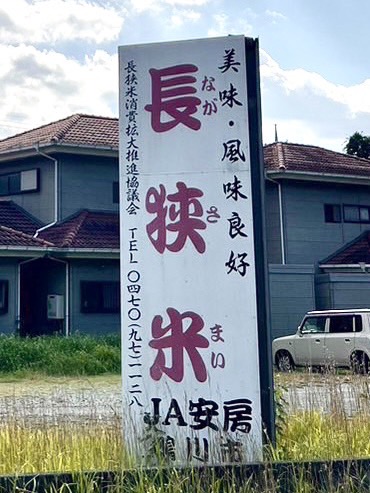 美味・風味良好
長狭米
ながさまい
長狭米消費拡大推進協議会 TEL 〇四七〇(九七)一一二八
JA安房
鴨川市